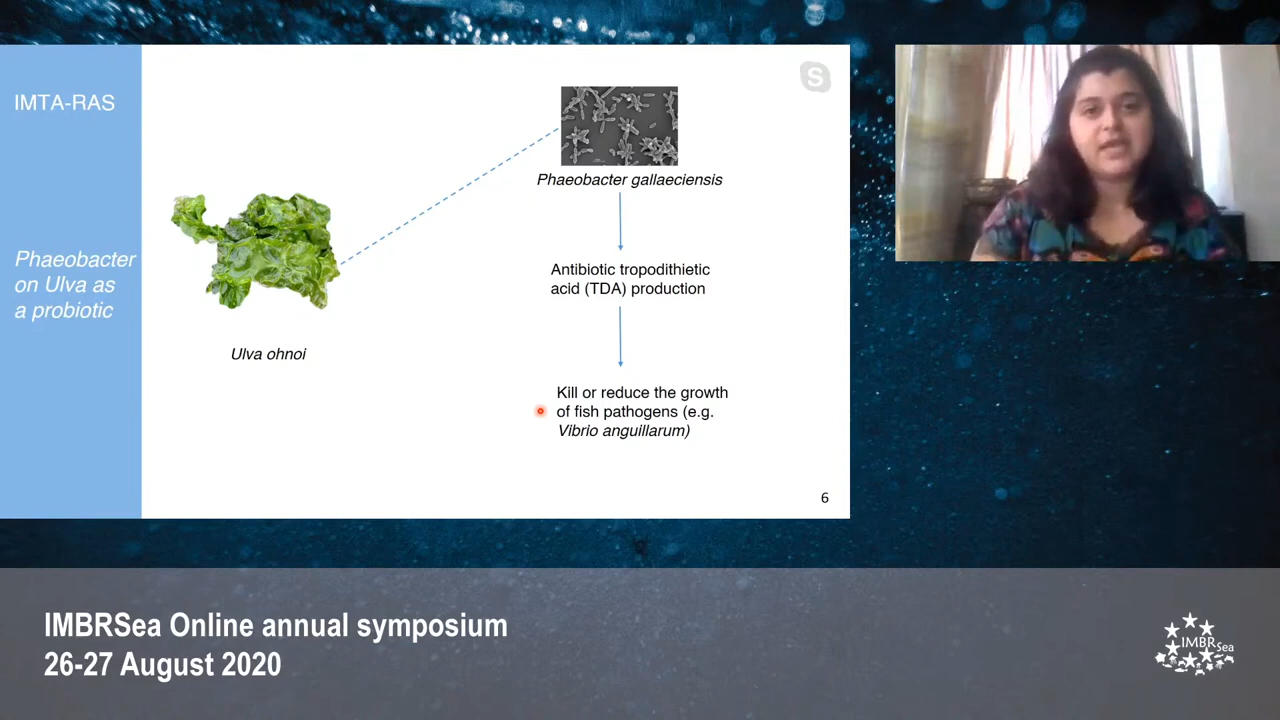 IMTA-RAS
Phaeobacter
on Ulva as
a probiotic
Ulva ohnoi
S
Phaeobacter gallaeciensis
Antibiotic tropodithietic
acid (TDA) production
Kill or reduce the growth
of fish pathogens (e.g.
Vibrio anguillarum)
6
IMBRSea Online annual symposium
26-27 August 2020
IMBRSea